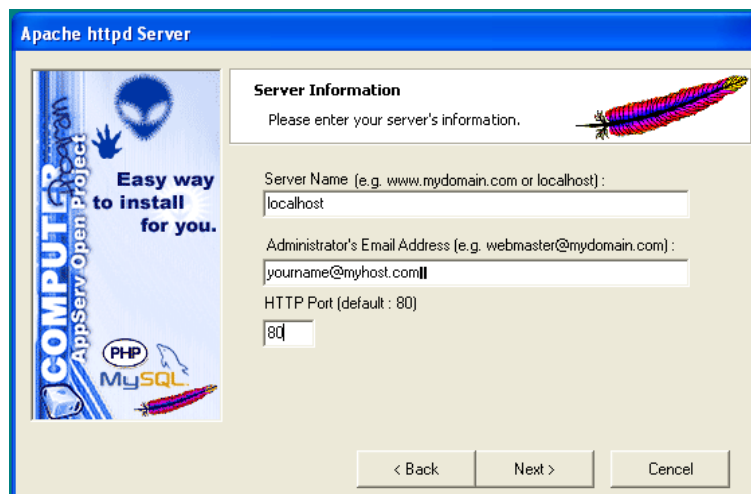 Apache httpd Server
Server Information
Please enter your server's information.
COMPUTER
Program
AppServ Open Project
Easy way
to install
for you.
PHP
MySQL
Server Name (e.g. www.mydomain.com or localhost) :
localhost
Administrator's Email Address (e.g. webmaster@mydomain.com) :
yourname@myhost.com
HTTP Port (default : 80)
80
< Back
Next >
Cencel